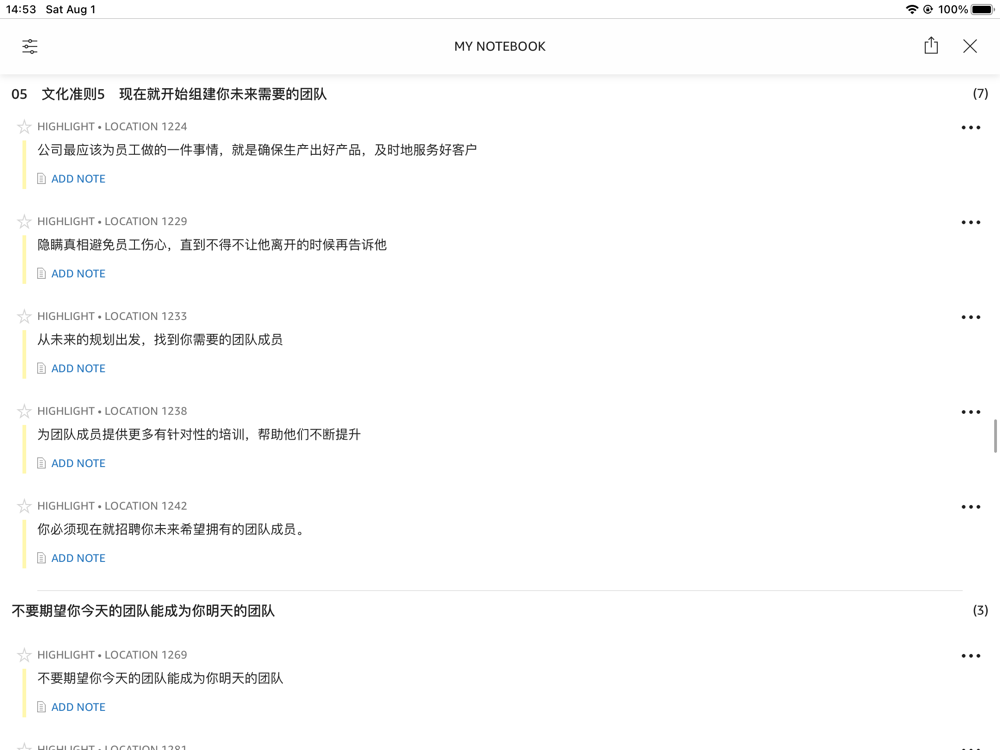 14:53 Sat Aug 1 100%
MY NOTEBOOK
05 文化准则5 现在就开始组建你未来需要的团队 (7)
HIGHLIGHT • LOCATION 1224
公司最应该为员工做的一件事情，就是确保生产出好产品，及时地服务好客户
ADD NOTE
HIGHLIGHT • LOCATION 1229
隐瞒真相避免员工伤心，直到不得不让他离开的时候再告诉他
ADD NOTE
HIGHLIGHT • LOCATION 1233
从未来的规划出发，找到你需要的团队成员
ADD NOTE
HIGHLIGHT • LOCATION 1238
为团队成员提供更多有针对性的培训，帮助他们不断提升
ADD NOTE
HIGHLIGHT • LOCATION 1242
你必须现在就招聘你未来希望拥有的团队成员。
ADD NOTE
不要期望你今天的团队能成为你明天的团队 (3)
HIGHLIGHT • LOCATION 1269
不要期望你今天的团队能成为你明天的团队
ADD NOTE
HIGHLIGHT • LOCATION 1281